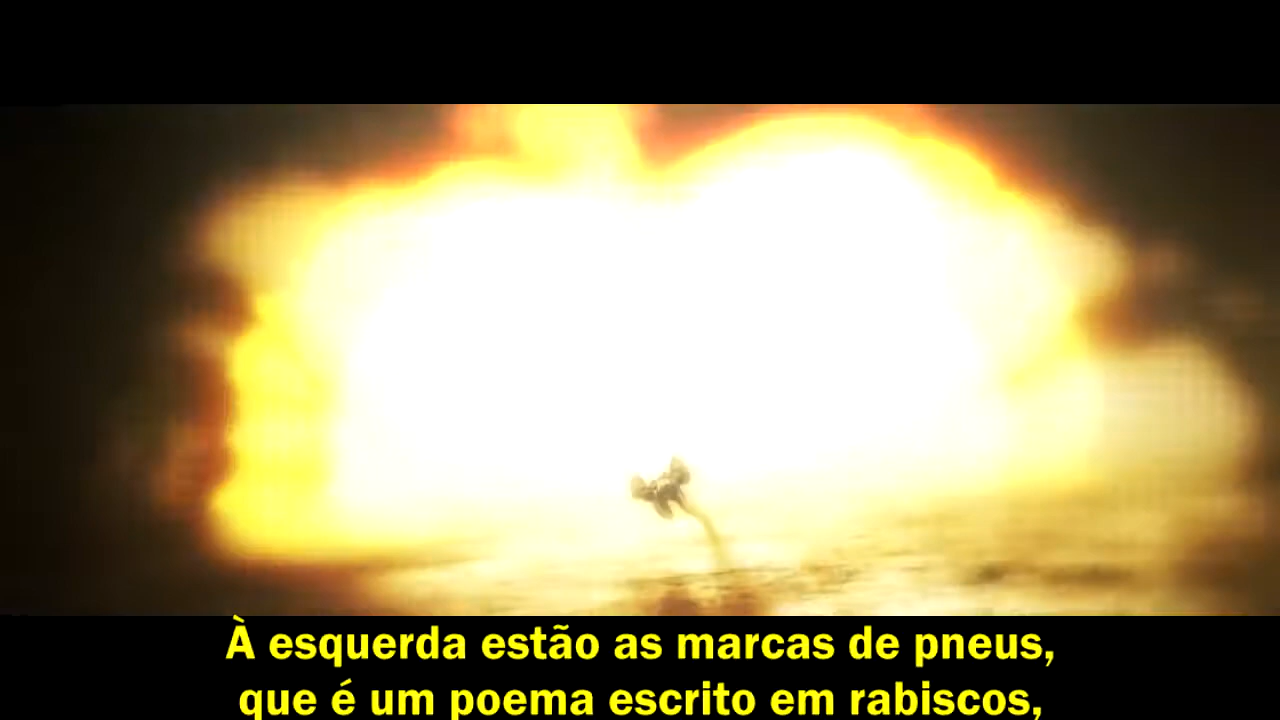 À esquerda estão as marcas de pneus,
que é um poema escrito em rabiscos,